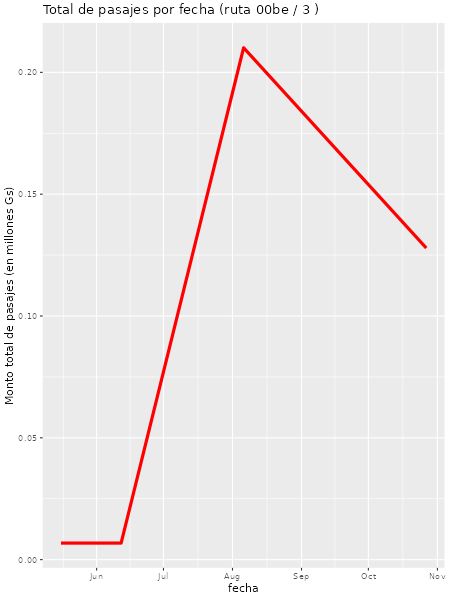 Total de pasajes por fecha (ruta 00be / 3 )
Monto total de pasajes (en millones Gs)
0.20
0.15
0.10
0.05
0.00
Jun Jul Aug Sep Oct Nov
fecha